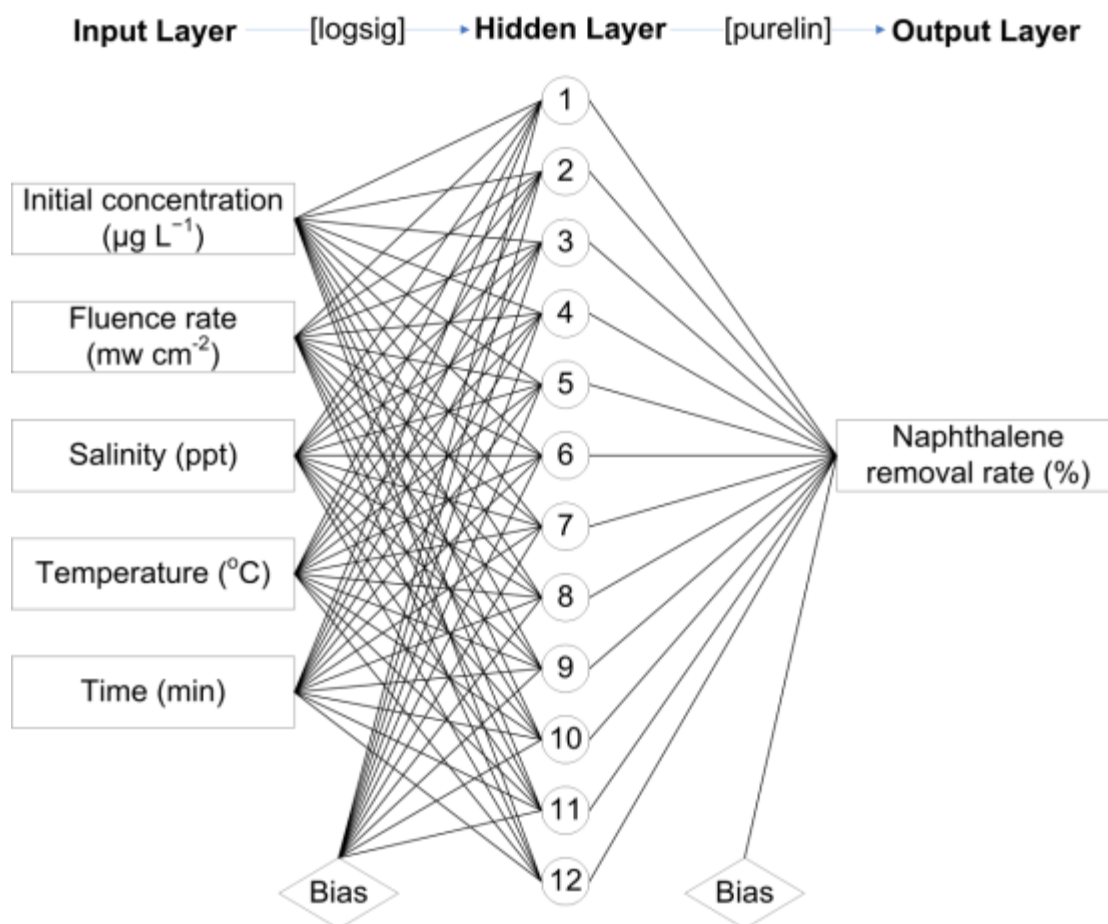 Input Layer [logsig] Hidden Layer [purelin] Output Layer
Initial concentration
(µg L⁻¹)
Fluence rate
(mw cm⁻²)
Salinity (ppt)
Temperature (°C)
Time (min)
Bias
1
2
3
4
5
6
7
8
9
10
11
12
Naphthalene
removal rate (%)
Bias